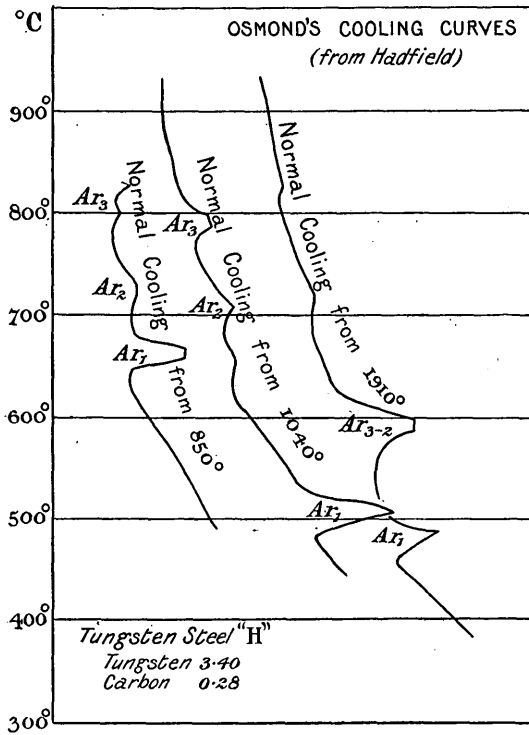 °C
OSMOND'S COOLING CURVES
(from Hadfield)
900°
800°
700°
600°
500°
400°
300°
Ar₃
Ar₂
Ar₁
Normal Cooling from 850°
Ar₃
Ar₂
Ar₁
Normal Cooling from 1040°
Ar₃₋₂
Ar₁
Normal Cooling from 1910°
Tungsten Steel "H"
Tungsten 3·40
Carbon 0·28